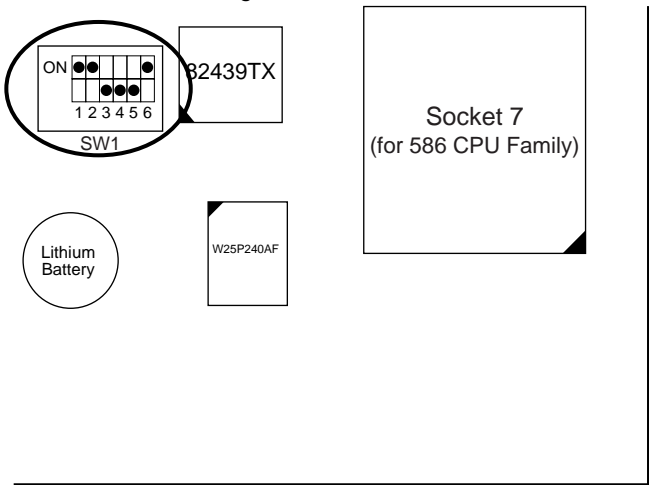 ON
1 2 3 4 5 6
SW1
82439TX
Socket 7
(for 586 CPU Family)
Lithium
Battery
W25P240AF